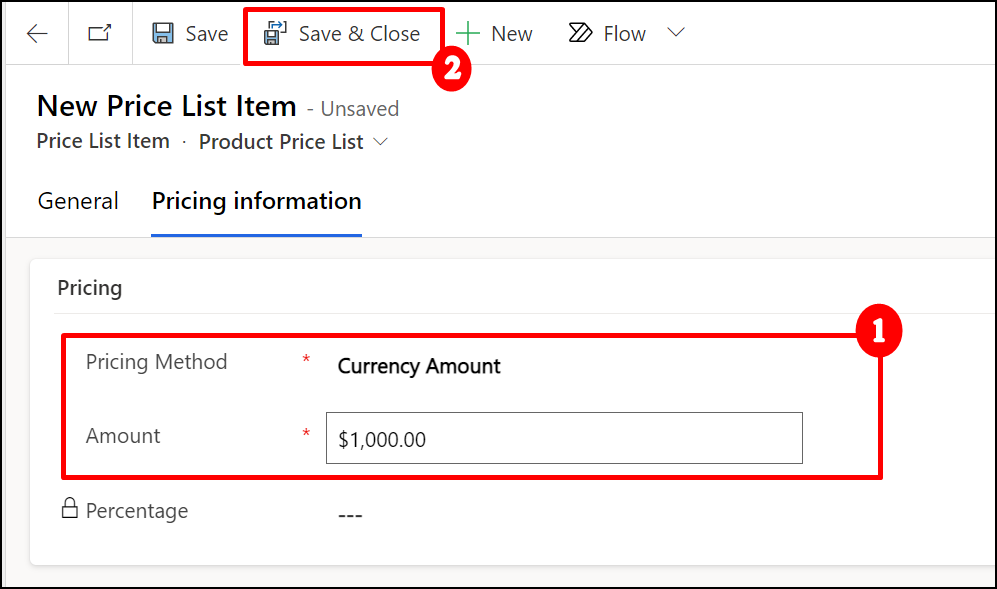 Save Save & Close New Flow
2
New Price List Item - Unsaved
Price List Item · Product Price List
General Pricing information
Pricing
1
Pricing Method * Currency Amount
Amount * $1,000.00
Percentage ---